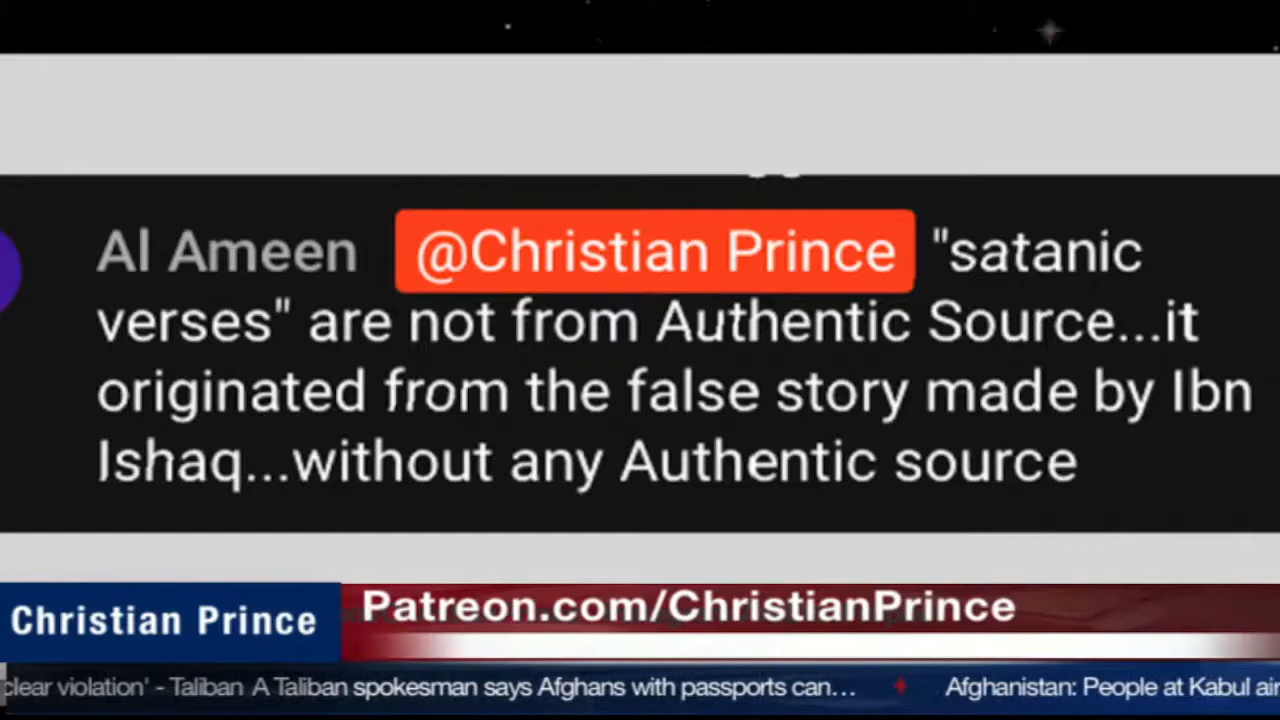 Al Ameen @Christian Prince "satanic
verses" are not from Authentic Source...it
originated from the false story made by Ibn
Ishaq...without any Authentic source
Christian Prince
Patreon.com/ChristianPrince
clear violation' - Taliban A Taliban spokesman says Afghans with passports can... Afghanistan: People at Kabul